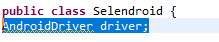 public class Selendroid {
AndroidDriver driver;